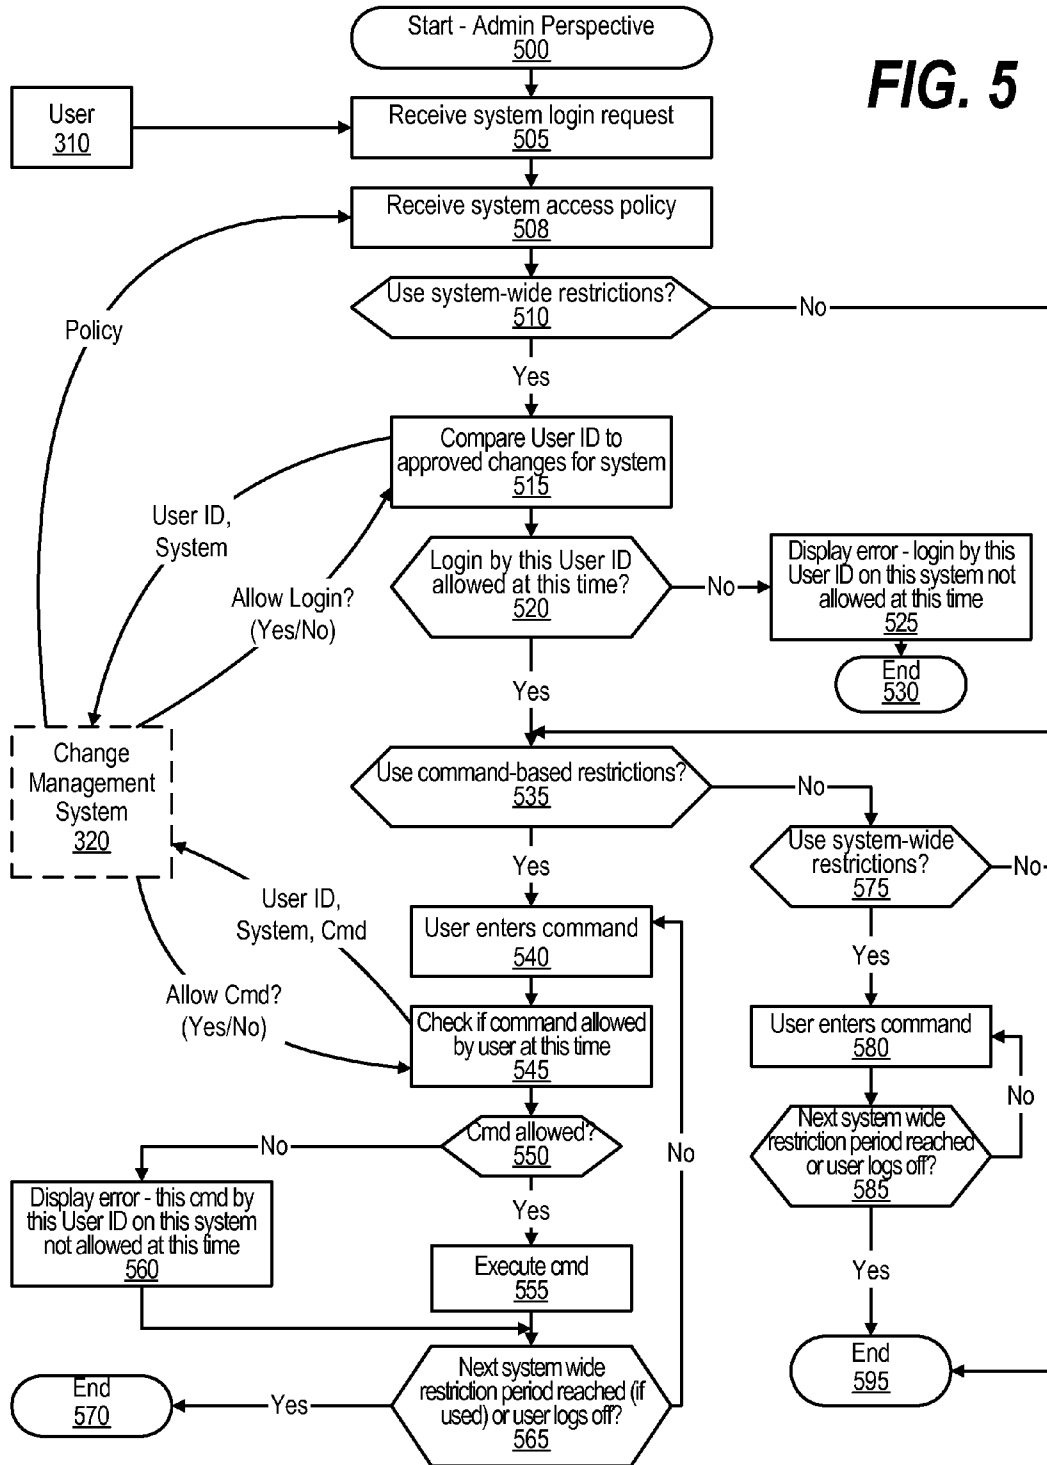 Start - Admin Perspective
500
FIG. 5
User
310
Receive system login request
505
Receive system access policy
508
Use system-wide restrictions?
510
No
Policy
Yes
Compare User ID to
approved changes for system
515
User ID,
System
Allow Login?
(Yes/No)
Login by this User ID
allowed at this time?
520
No
Display error - login by this
User ID on this system not
allowed at this time
525
End
530
Yes
Change
Management
System
320
Use command-based restrictions?
535
No
Yes
Use system-wide
restrictions?
575
No
User ID,
System, Cmd
User enters command
540
Yes
Allow Cmd?
(Yes/No)
Check if command allowed
by user at this time
545
User enters command
580
No
Cmd allowed?
550
No
No
Next system wide
restriction period reached
or user logs off?
585
Display error - this cmd by
this User ID on this system
not allowed at this time
560
Yes
Execute cmd
555
Yes
Next system wide
restriction period reached (if
used) or user logs off?
565
Yes
End
570
End
595